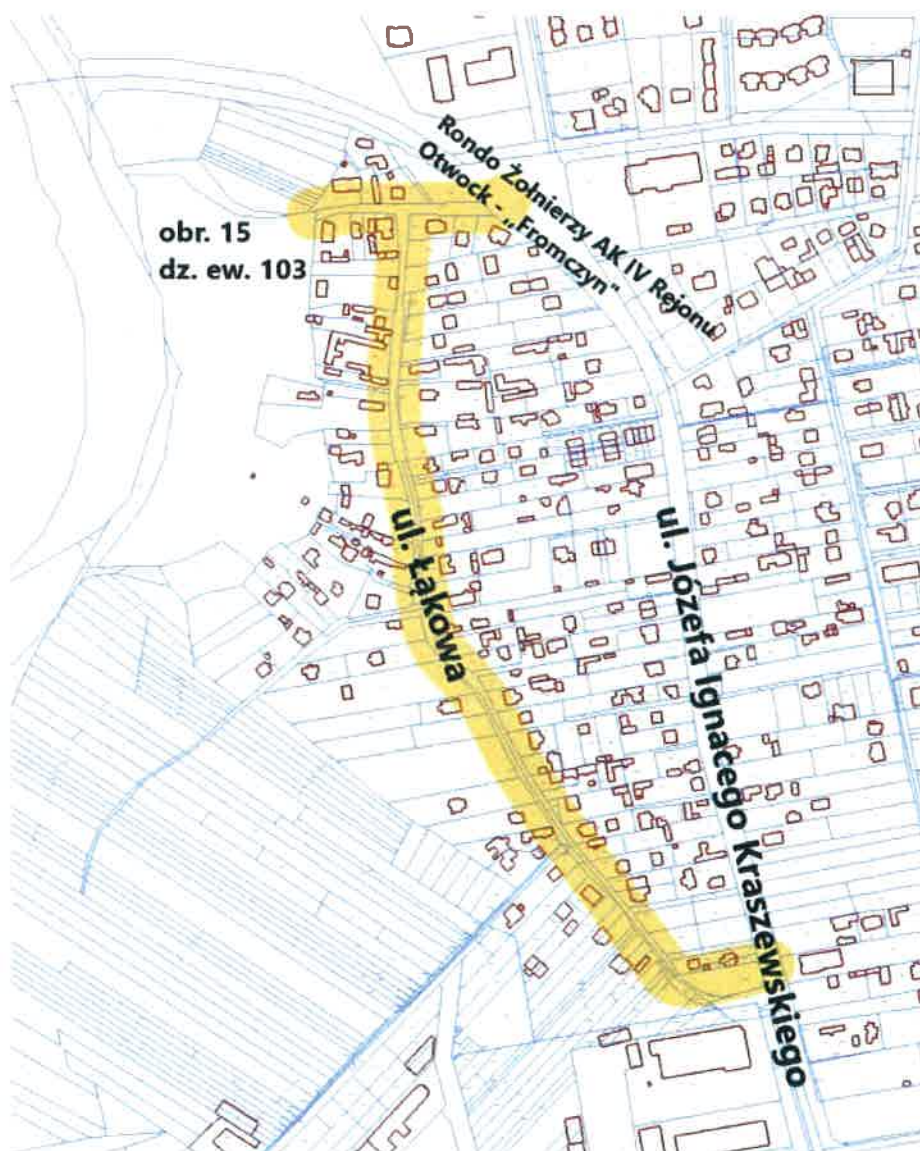 Rondo Żołnierzy AK IV Rejonu
Otwock - „Fromczyn"
obr. 15
dz. ew. 103
ul. Łąkowa
ul. Józefa Ignacego Kraszewskiego